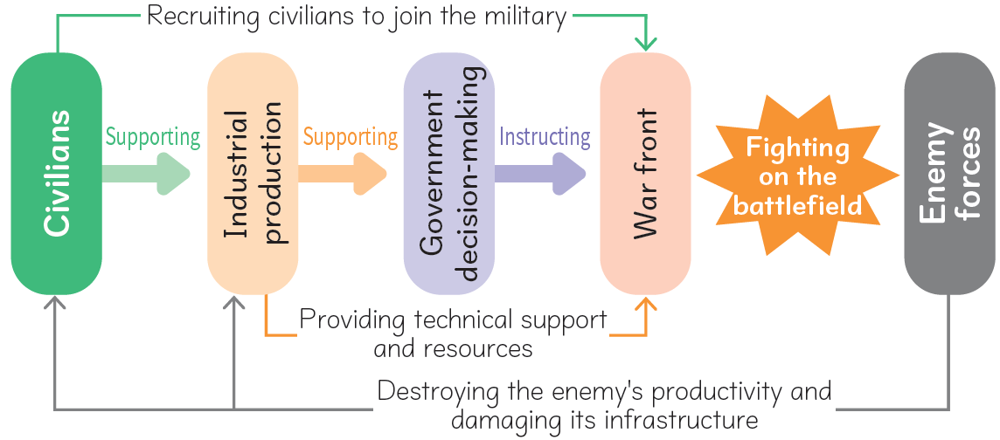 Recruiting civilians to join the military
Civilians
Supporting
Industrial
production
Supporting
Government
decision-making
Instructing
War front
Fighting
on the
battlefield
Enemy
forces
Providing technical support
and resources
Destroying the enemy's productivity and
damaging its infrastructure